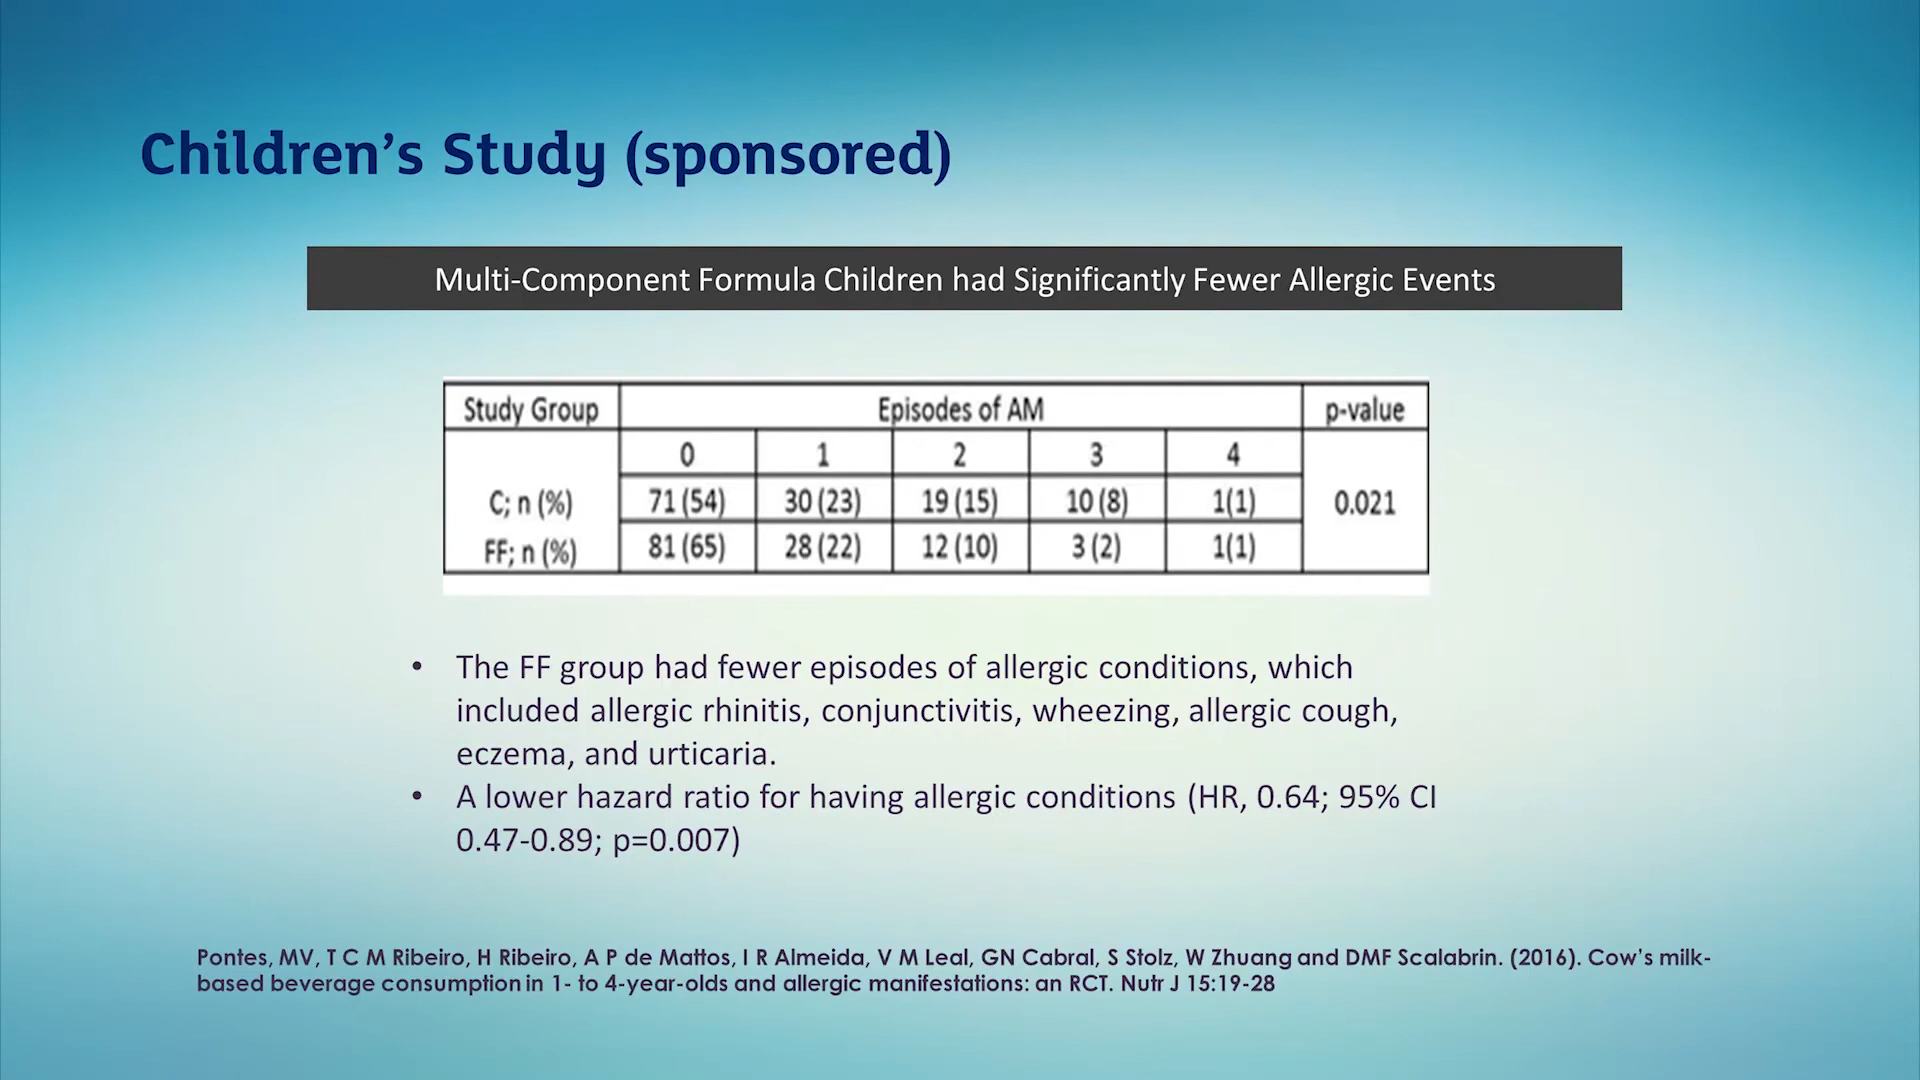 Children's Study (sponsored)
Multi-Component Formula Children had Significantly Fewer Allergic Events
Study Group Episodes of AM p-value
0 1 2 3 4
C; n (%) 71 (54) 30 (23) 19 (15) 10 (8) 1(1) 0.021
FF; n (%) 81 (65) 28 (22) 12 (10) 3 (2) 1(1)
• The FF group had fewer episodes of allergic conditions, which
included allergic rhinitis, conjunctivitis, wheezing, allergic cough,
eczema, and urticaria.
• A lower hazard ratio for having allergic conditions (HR, 0.64; 95% CI
0.47-0.89; p=0.007)
Pontes, MV, T C M Ribeiro, H Ribeiro, A P de Mattos, I R Almeida, V M Leal, GN Cabral, S Stolz, W Zhuang and DMF Scalabrin. (2016). Cow's milk-
based beverage consumption in 1- to 4-year-olds and allergic manifestations: an RCT. Nutr J 15:19-28